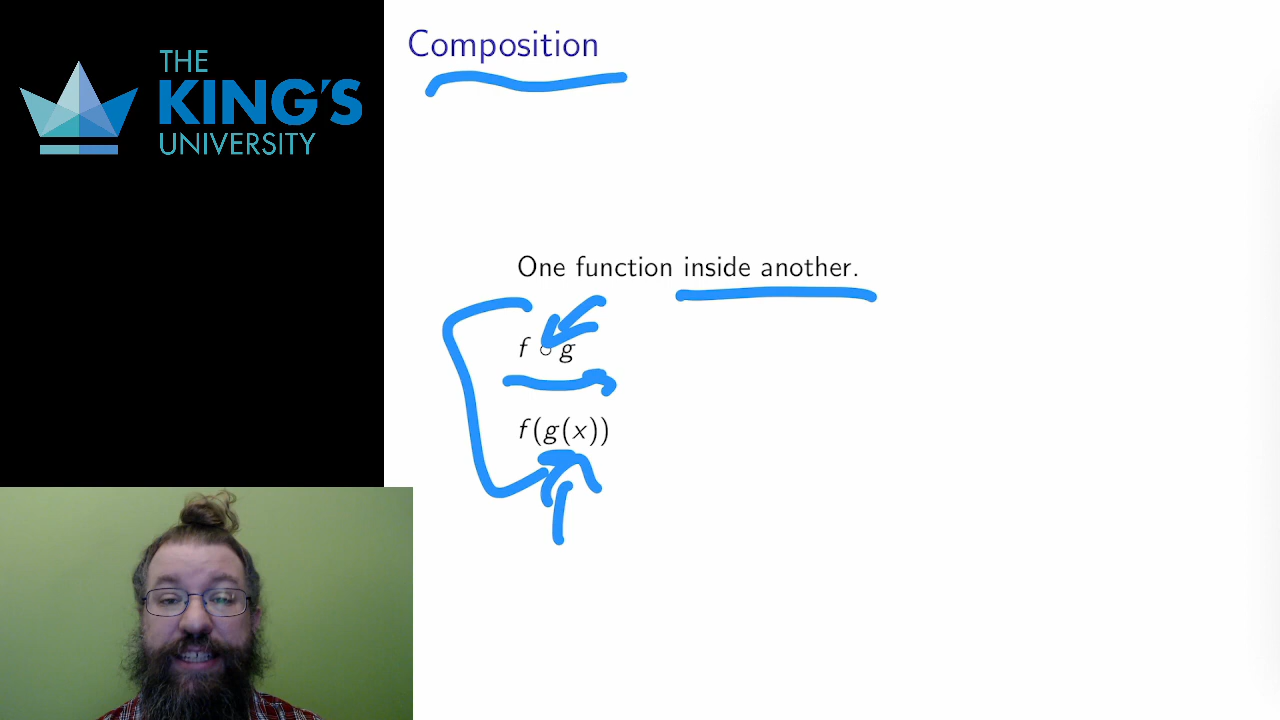 THE
KING'S
UNIVERSITY
Composition
One function inside another.
f ∘ g
f(g(x))